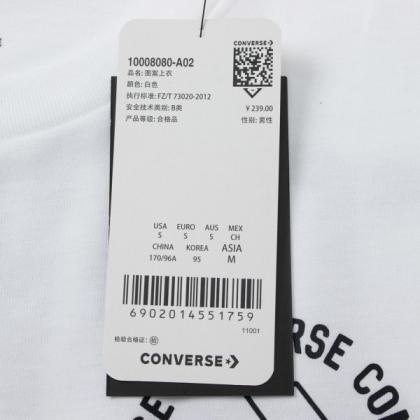 CONVERSE
10008080-A02
品名: 图案上衣
颜色: 白色
执行标准: FZ/T 73020-2012
安全技术类别: B类
产品等级: 合格品
¥ 239.00
性别: 男性
USA EURO AUS MEX
S S S CH
CHINA KOREA ASIA
170/96A 95 M
6902014551759
11001
检验合格证:
CONVERSE
RSE CO